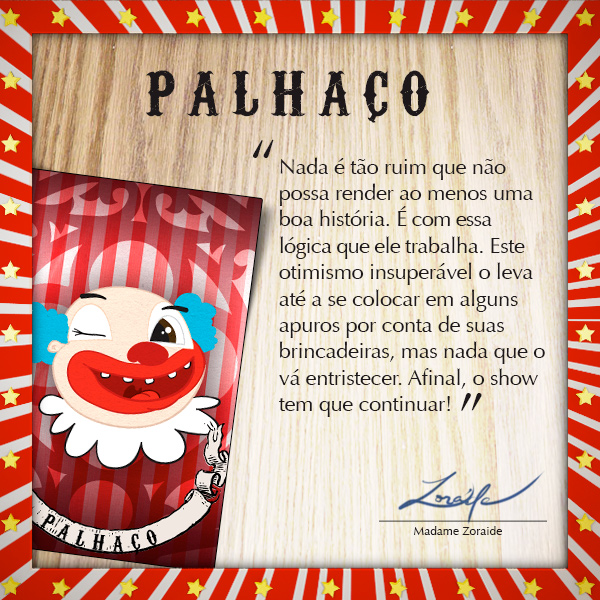 PALHAÇO
“
Nada é tão ruim que não
possa render ao menos uma
boa história. É com essa
lógica que ele trabalha. Este
otimismo insuperável o leva
até a se colocar em alguns
apuros por conta de suas
brincadeiras, mas nada que o
vá entristecer. Afinal, o show
tem que continuar! ”
Zoraide
Madame Zoraide
PALHAÇO